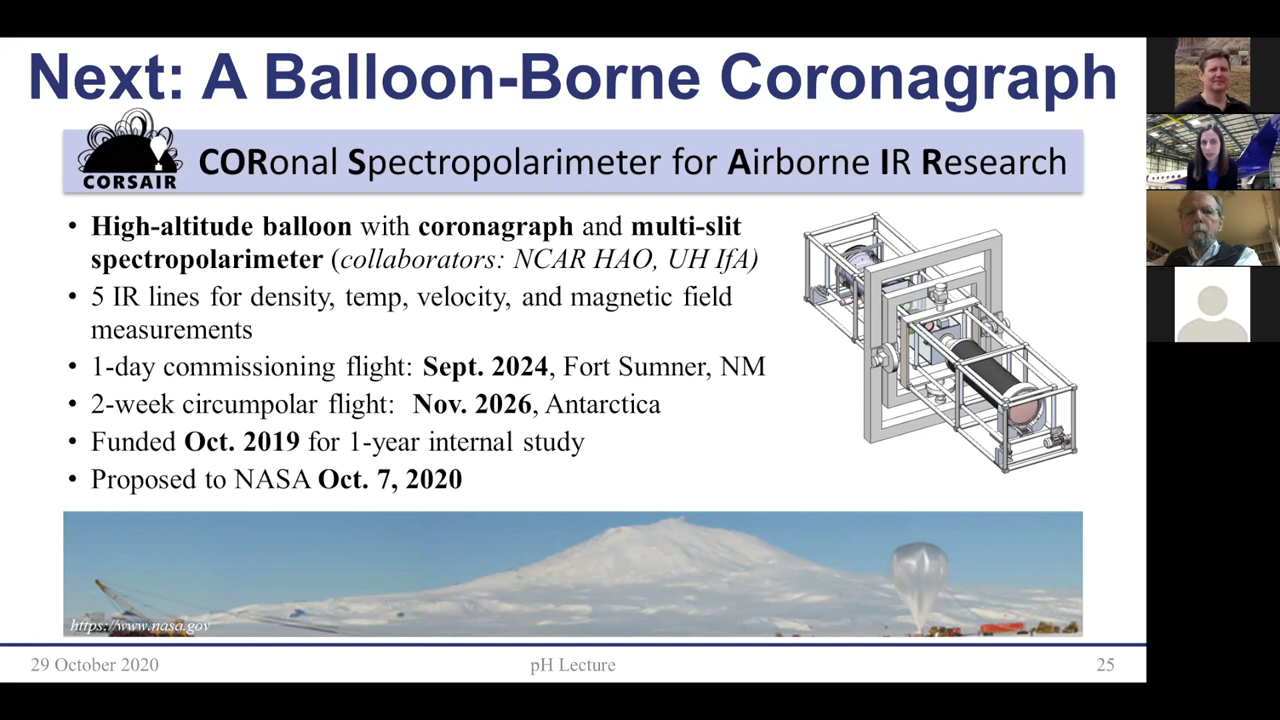 Next: A Balloon-Borne Coronagraph
CORSAIR
CORonal Spectropolarimeter for Airborne IR Research
• High-altitude balloon with coronagraph and multi-slit
spectropolarimeter (collaborators: NCAR HAO, UH IfA)
• 5 IR lines for density, temp, velocity, and magnetic field
measurements
• 1-day commissioning flight: Sept. 2024, Fort Sumner, NM
• 2-week circumpolar flight: Nov. 2026, Antarctica
• Funded Oct. 2019 for 1-year internal study
• Proposed to NASA Oct. 7, 2020
https://www.nasa.gov
29 October 2020
pH Lecture
25